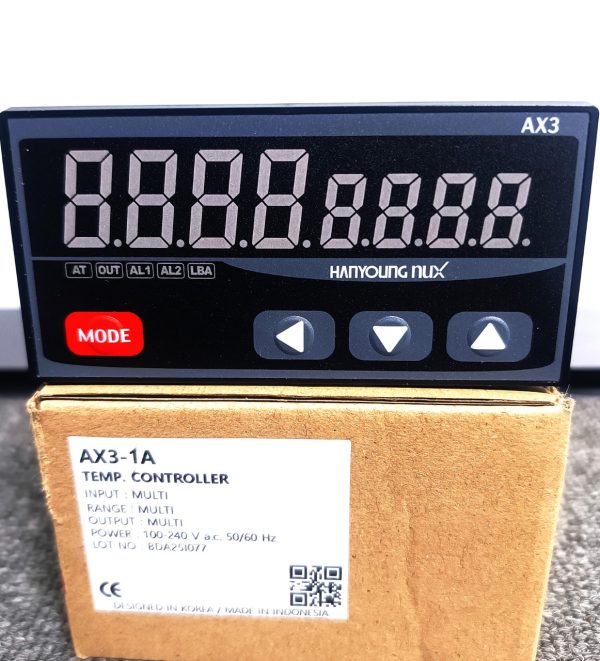 AX3
8.8.8.8 8.8.8.8.
AT OUT AL1 AL2 LBA
HANYOUNG NUX
MODE
AX3-1A
TEMP. CONTROLLER
INPUT : MULTI
RANGE : MULTI
OUTPUT : MULTI
POWER : 100-240 V a.c. 50/60 Hz
LOT NO : BDA25I077
CE
DESIGNED IN KOREA / MADE IN INDONESIA